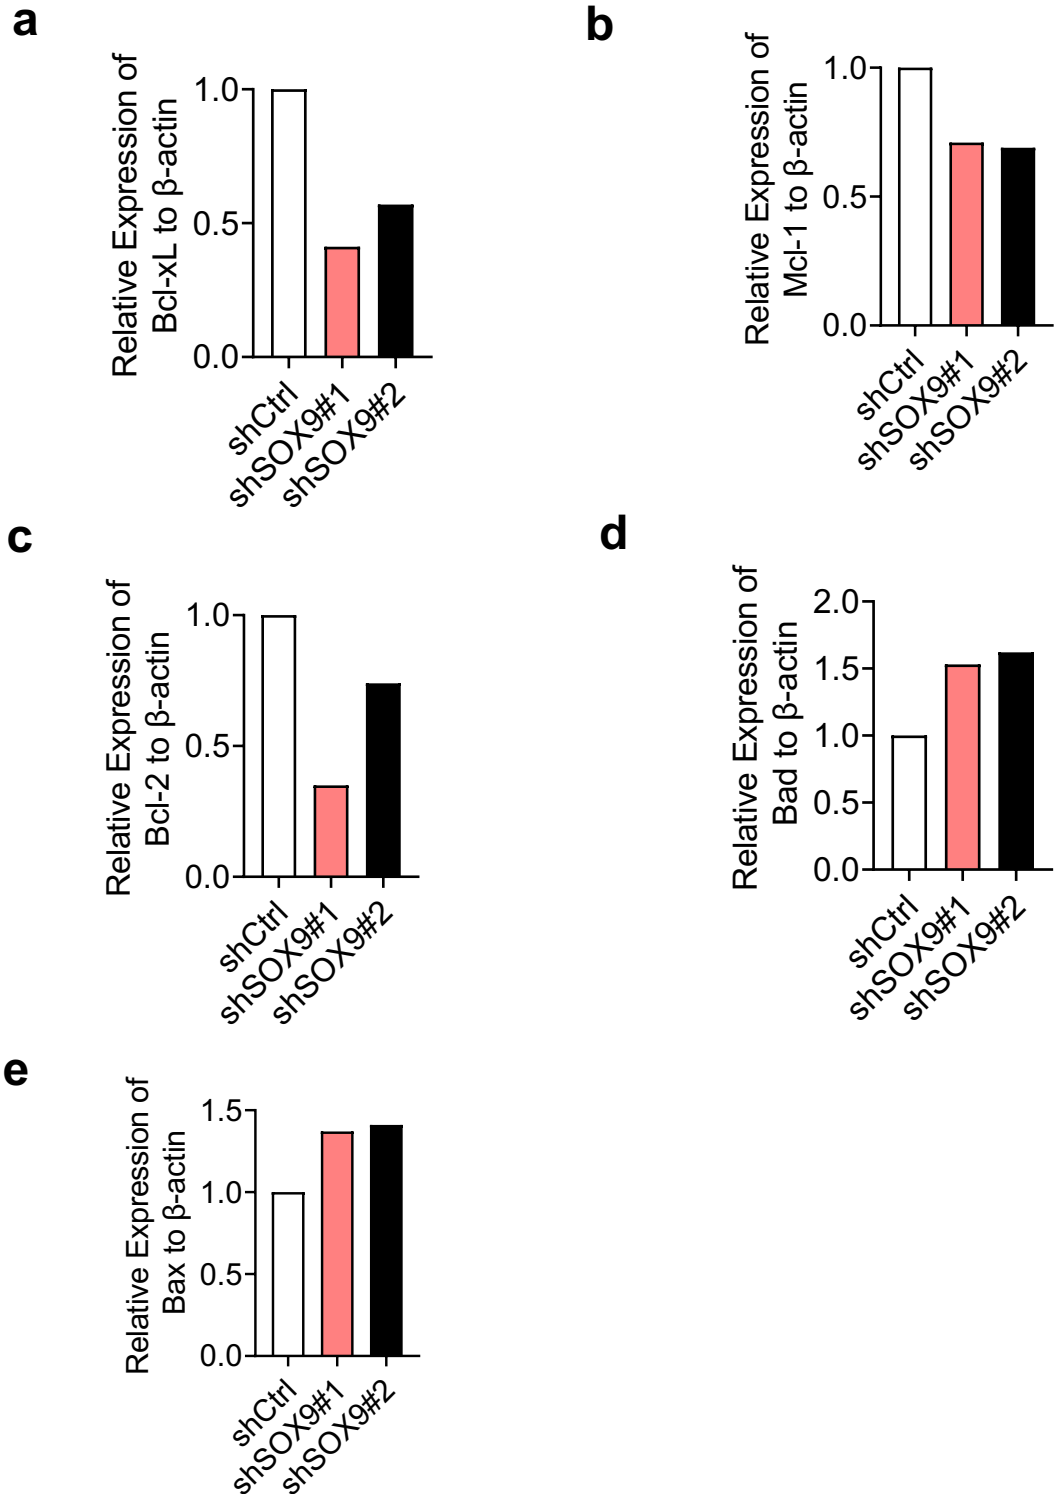 a
Relative Expression of
Bcl-xL to β-actin
1.0
0.5
0.0
shCtrl
shSOX9#1
shSOX9#2
b
Relative Expression of
Mcl-1 to β-actin
1.0
0.5
0.0
shCtrl
shSOX9#1
shSOX9#2
c
Relative Expression of
Bcl-2 to β-actin
1.0
0.5
0.0
shCtrl
shSOX9#1
shSOX9#2
d
Relative Expression of
Bad to β-actin
2.0
1.5
1.0
0.5
0.0
shCtrl
shSOX9#1
shSOX9#2
e
Relative Expression of
Bax to β-actin
1.5
1.0
0.5
0.0
shCtrl
shSOX9#1
shSOX9#2